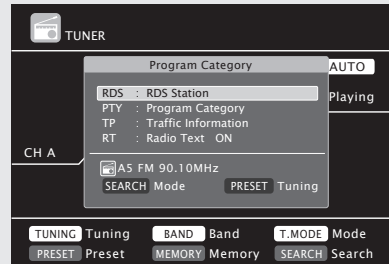 TUNER
Program Category
AUTO
RDS : RDS Station
Playing
PTY : Program Category
TP : Traffic Information
RT : Radio Text ON
CH A
A5 FM 90.10MHz
SEARCH Mode PRESET Tuning
TUNING Tuning BAND Band T.MODE Mode
PRESET Preset MEMORY Memory SEARCH Search